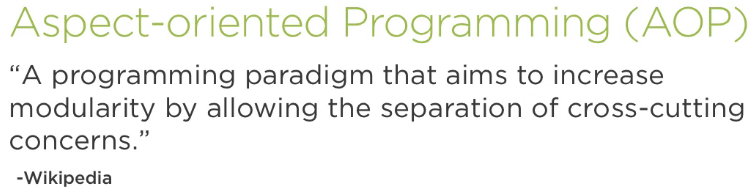 Aspect-oriented Programming (AOP)
“A programming paradigm that aims to increase
modularity by allowing the separation of cross-cutting
concerns.”
-Wikipedia